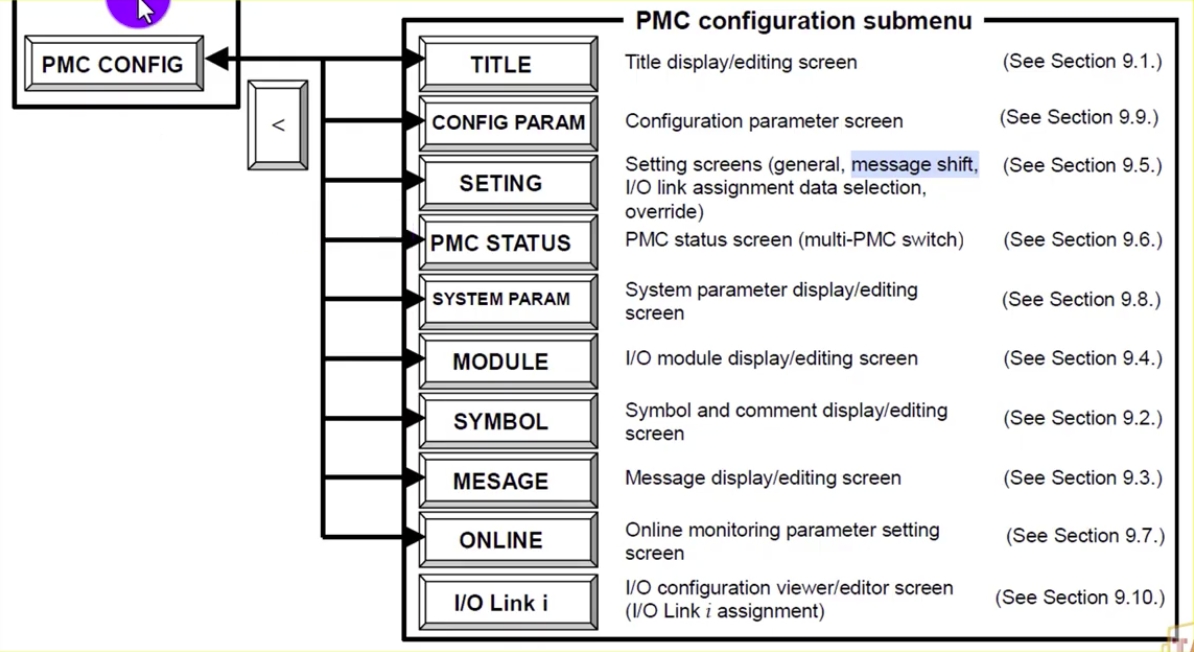 PMC configuration submenu
PMC CONFIG
<
TITLE
Title display/editing screen
(See Section 9.1.)
CONFIG PARAM
Configuration parameter screen
(See Section 9.9.)
SETING
Setting screens (general, message shift,
I/O link assignment data selection,
override)
(See Section 9.5.)
PMC STATUS
PMC status screen (multi-PMC switch)
(See Section 9.6.)
SYSTEM PARAM
System parameter display/editing
screen
(See Section 9.8.)
MODULE
I/O module display/editing screen
(See Section 9.4.)
SYMBOL
Symbol and comment display/editing
screen
(See Section 9.2.)
MESAGE
Message display/editing screen
(See Section 9.3.)
ONLINE
Online monitoring parameter setting
screen
(See Section 9.7.)
I/O Link i
I/O configuration viewer/editor screen
(I/O Link i assignment)
(See Section 9.10.)